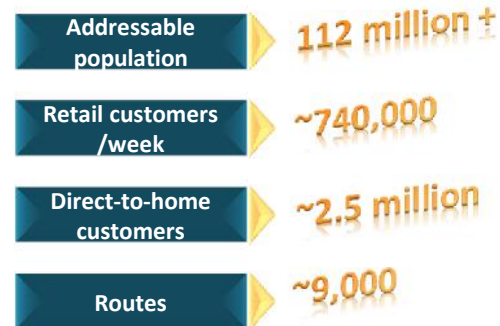 Addressable
population
112 million +
Retail customers
/week
~740,000
Direct-to-home
customers
~2.5 million
Routes
~9,000